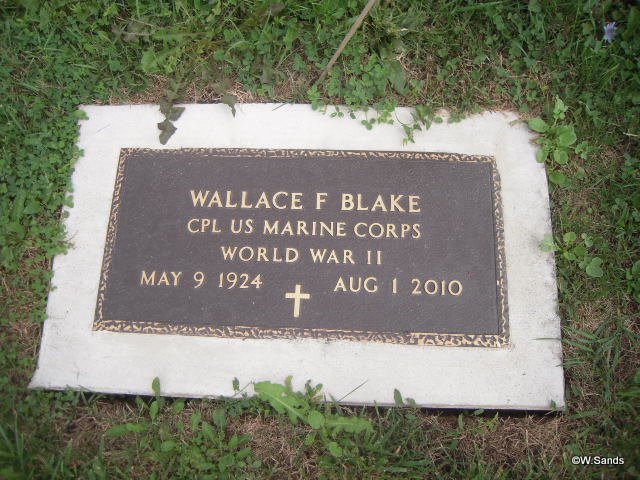 WALLACE F BLAKE
CPL US MARINE CORPS
WORLD WAR II
MAY 9 1924 AUG 1 2010
©W.Sands